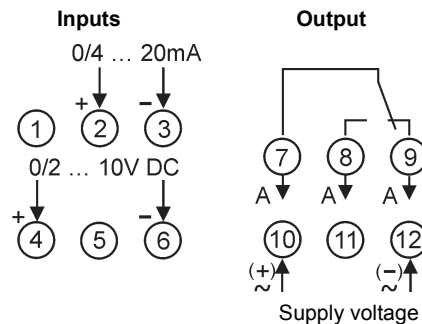 Inputs
Output
0/4 ... 20mA
+ −
1 2 3
7 8 9
0/2 ... 10V DC
A A A
+ −
4 5 6
10 11 12
(+) (−)
~ ~
Supply voltage